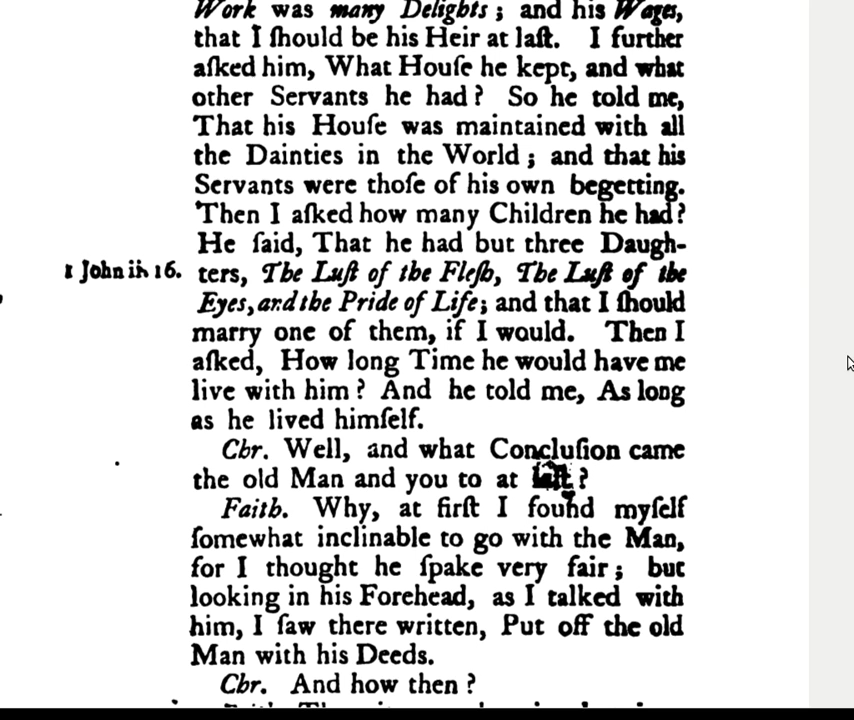 Work was many Delights; and his Wages,
that I ſhould be his Heir at laſt. I further
aſked him, What Houſe he kept, and what
other Servants he had? So he told me,
That his Houſe was maintained with all
the Dainties in the World; and that his
Servants were thoſe of his own begetting.
Then I aſked how many Children he had?
He ſaid, That he had but three Daugh-
1 John ii. 16. ters, The Luſt of the Fleſh, The Luſt of the
Eyes, and the Pride of Life; and that I ſhould
marry one of them, if I would. Then I
aſked, How long Time he would have me
live with him? And he told me, As long
as he lived himſelf.
Chr. Well, and what Concluſion came
the old Man and you to at laſt?
Faith. Why, at firſt I found myſelf
ſomewhat inclinable to go with the Man,
for I thought he ſpake very fair; but
looking in his Forehead, as I talked with
him, I ſaw there written, Put off the old
Man with his Deeds.
Chr. And how then?